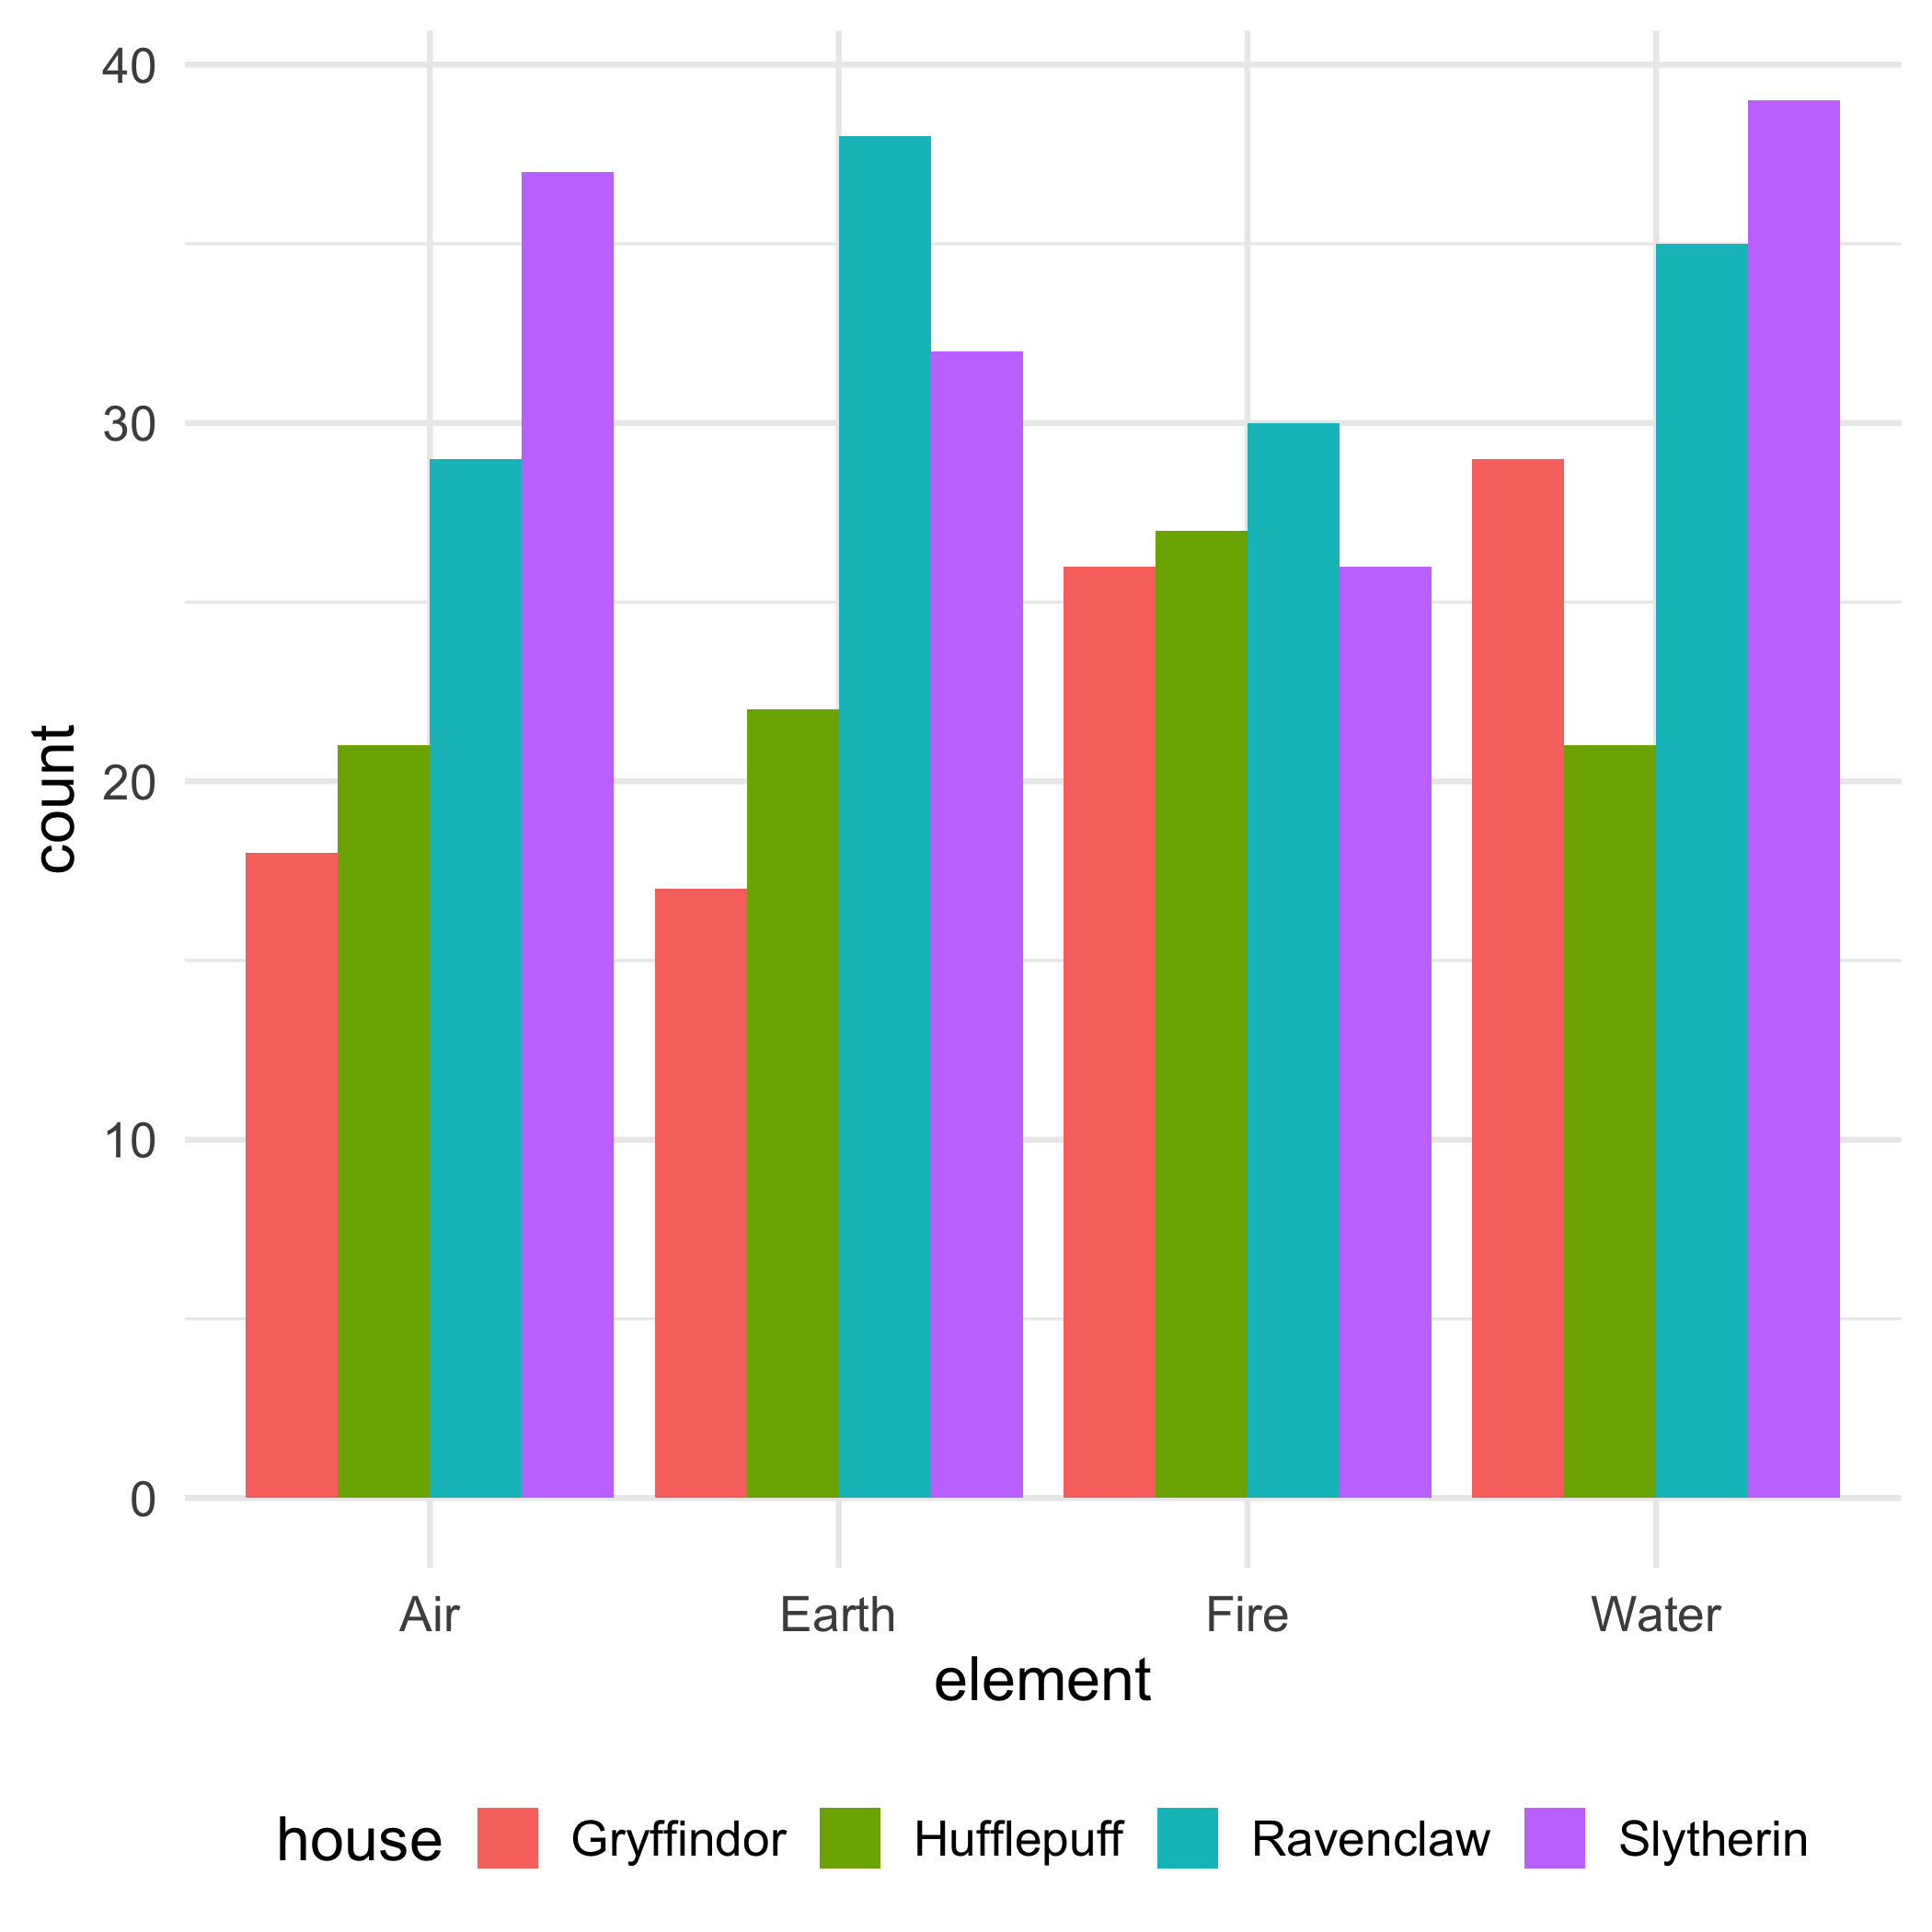 40
30
20
10
0
count
Air Earth Fire Water
element
house Gryffindor Hufflepuff Ravenclaw Slytherin